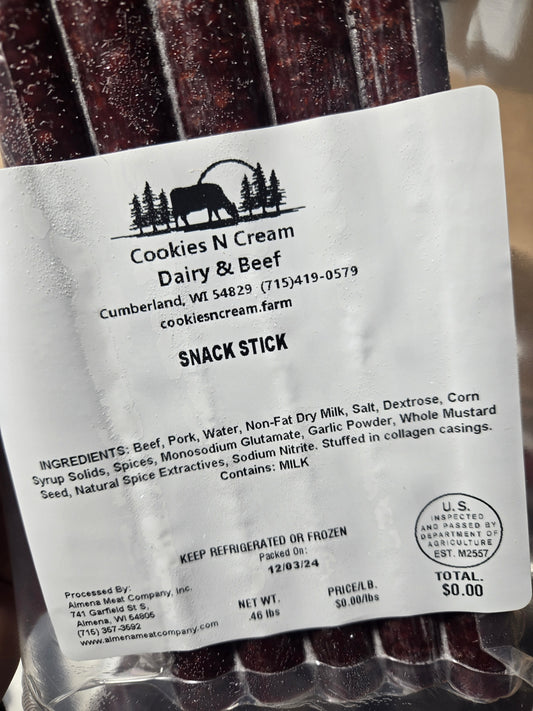 Cookies N Cream
Dairy & Beef
Cumberland, WI 54829 (715)419-0579
cookiesncream.farm
SNACK STICK
INGREDIENTS: Beef, Pork, Water, Non-Fat Dry Milk, Salt, Dextrose, Corn
Syrup Solids, Spices, Monosodium Glutamate, Garlic Powder, Whole Mustard
Seed, Natural Spice Extractives, Sodium Nitrite. Stuffed in collagen casings.
Contains: MILK
KEEP REFRIGERATED OR FROZEN
Packed On:
12/03/24
U.S.
INSPECTED
AND PASSED BY
DEPARTMENT OF
AGRICULTURE
EST. M2557
Processed By:
Almena Meat Company, Inc.
741 Garfield St S,
Almena, WI 54805
(715) 357-3692
www.almenameatcompany.com
NET WT.
.46 lbs
PRICE/LB.
$0.00/lbs
TOTAL.
$0.00